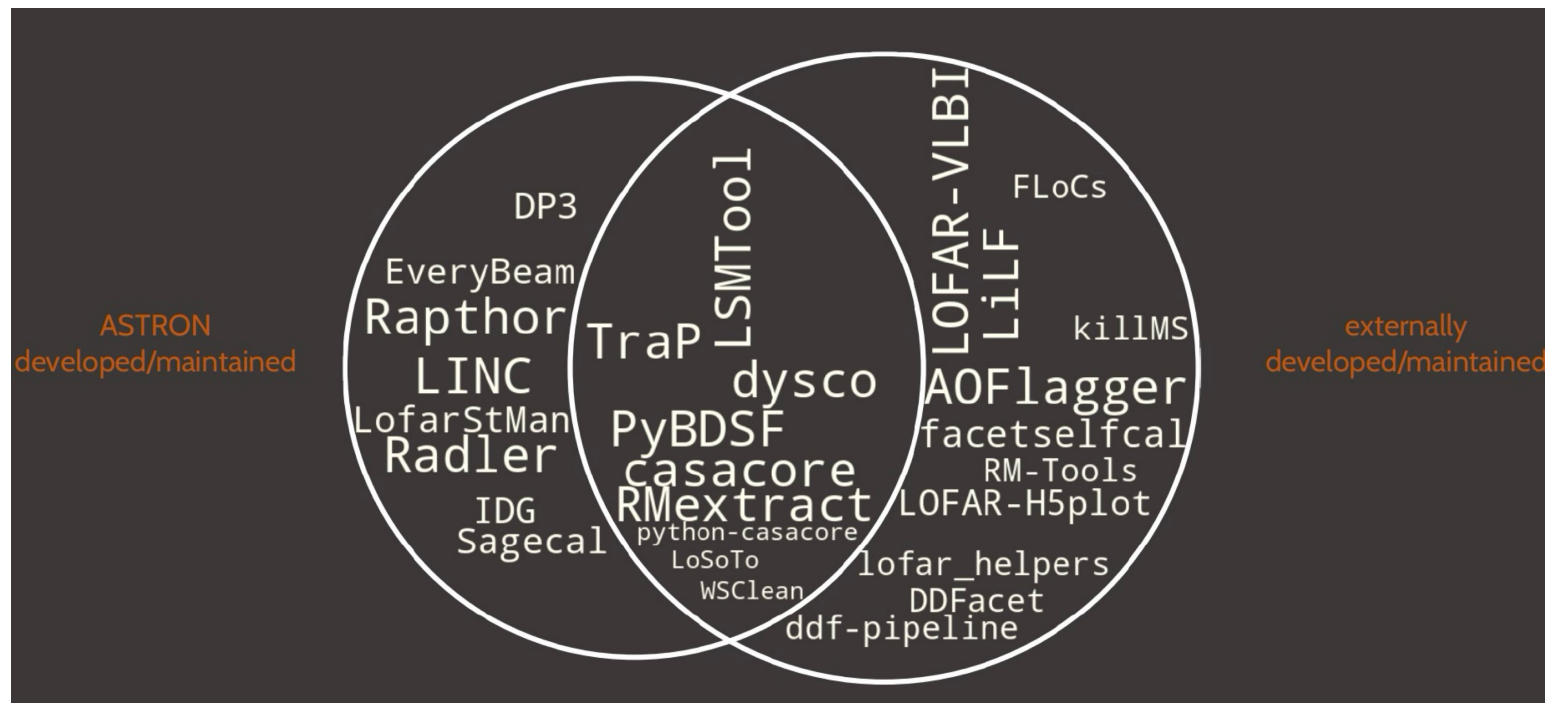 ASTRON
developed/maintained
DP3
EveryBeam
Rapthor
LINC
LofarStMan
Radler
IDG
Sagecal
LSMTool
TraP
dysco
PyBDSF
casacore
RMextract
python-casacore
LoSoTo
WSClean
LOFAR-VLBI
FLoCs
LiLF
killMS
AOFlagger
facetselfcal
RM-Tools
LOFAR-H5plot
lofar_helpers
DDFacet
ddf-pipeline
externally
developed/maintained